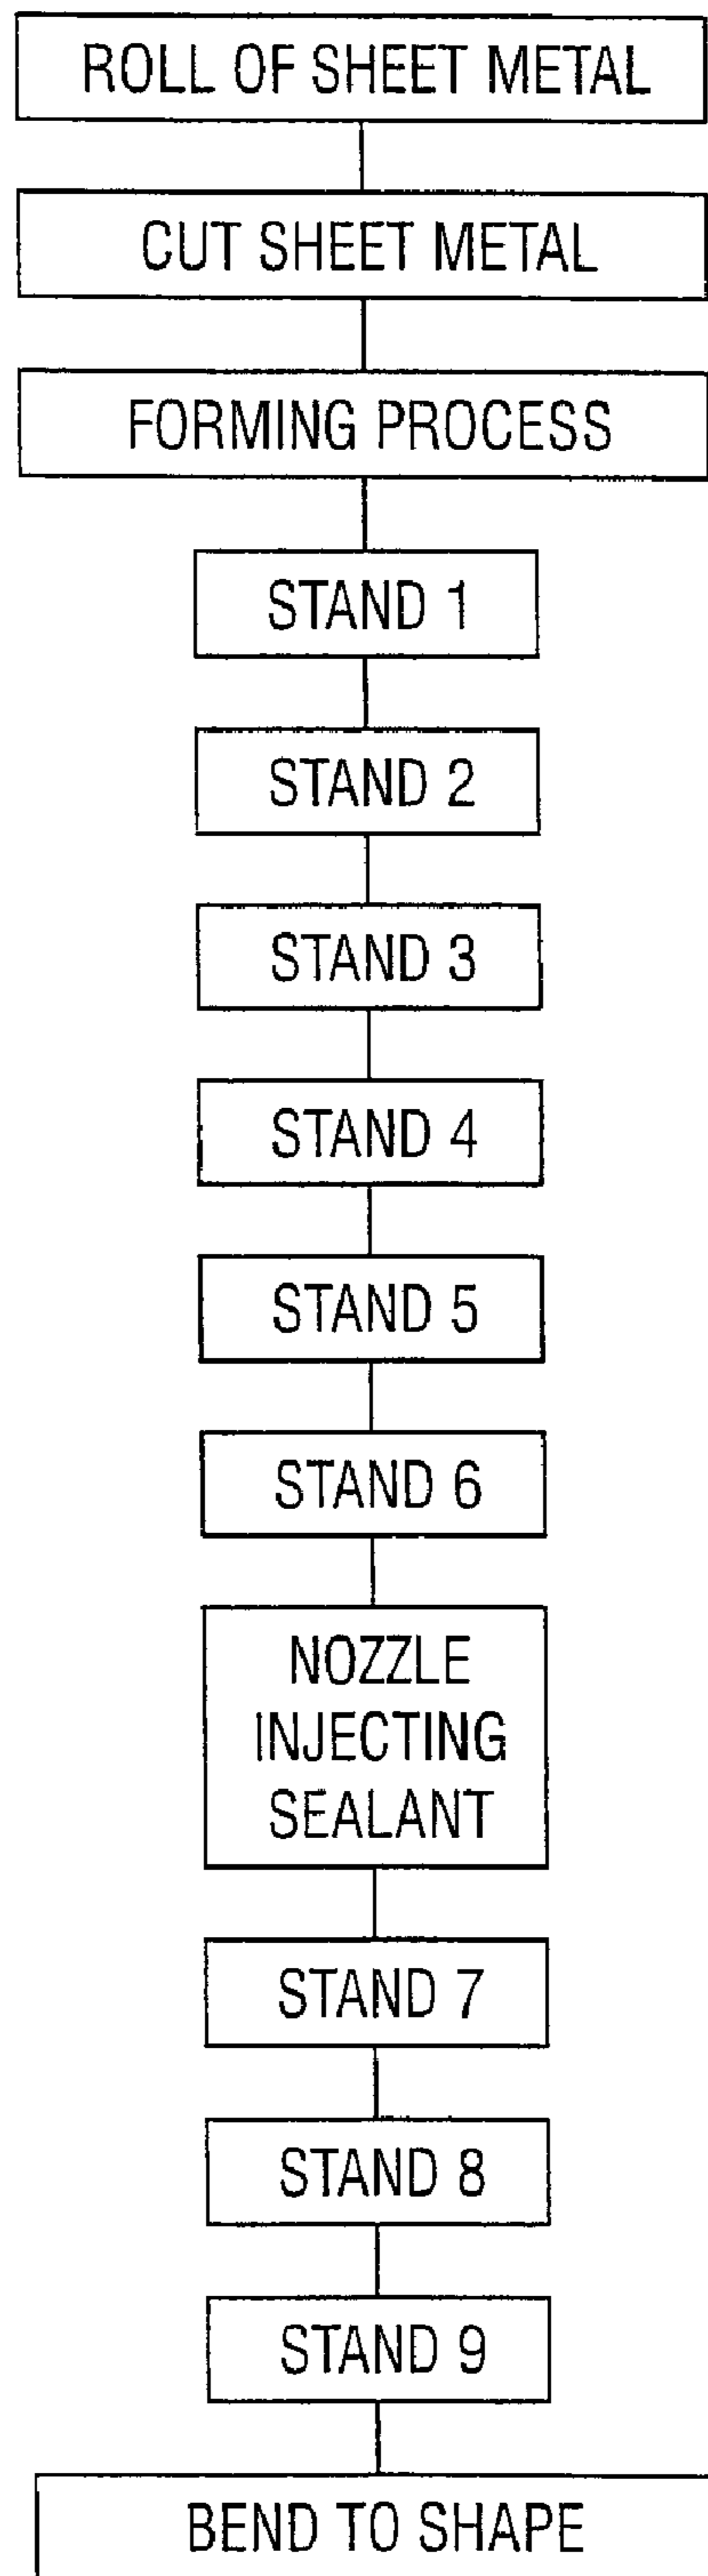 ROLL OF SHEET METAL
CUT SHEET METAL
FORMING PROCESS
STAND 1
STAND 2
STAND 3
STAND 4
STAND 5
STAND 6
NOZZLE
INJECTING
SEALANT
STAND 7
STAND 8
STAND 9
BEND TO SHAPE